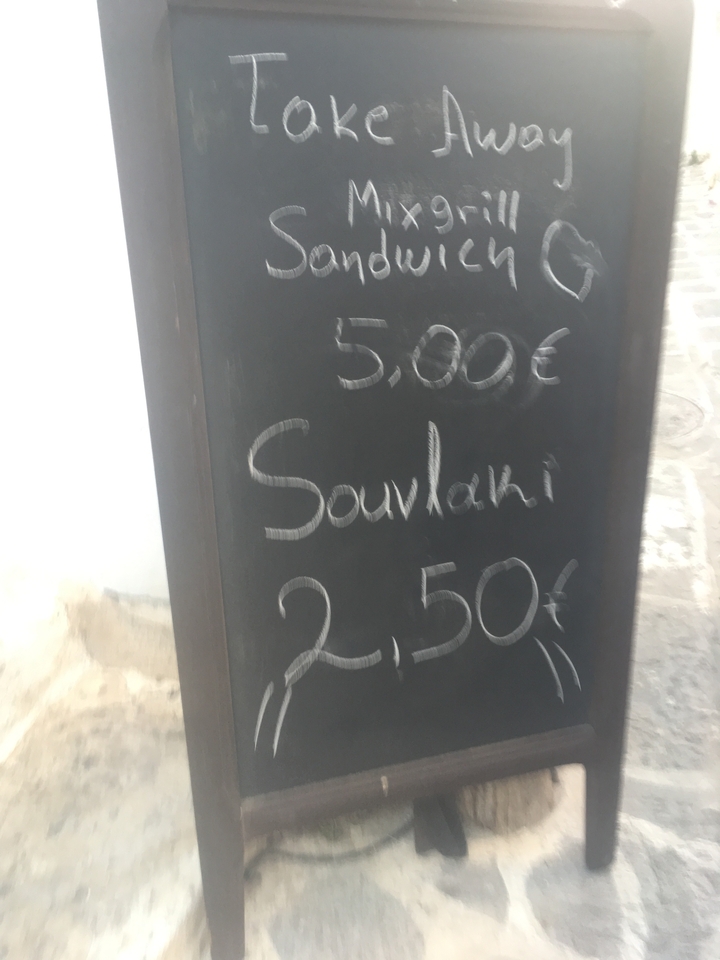 Take Away
Mixgrill
Sandwich
5,00€
Souvlaki
2,50€